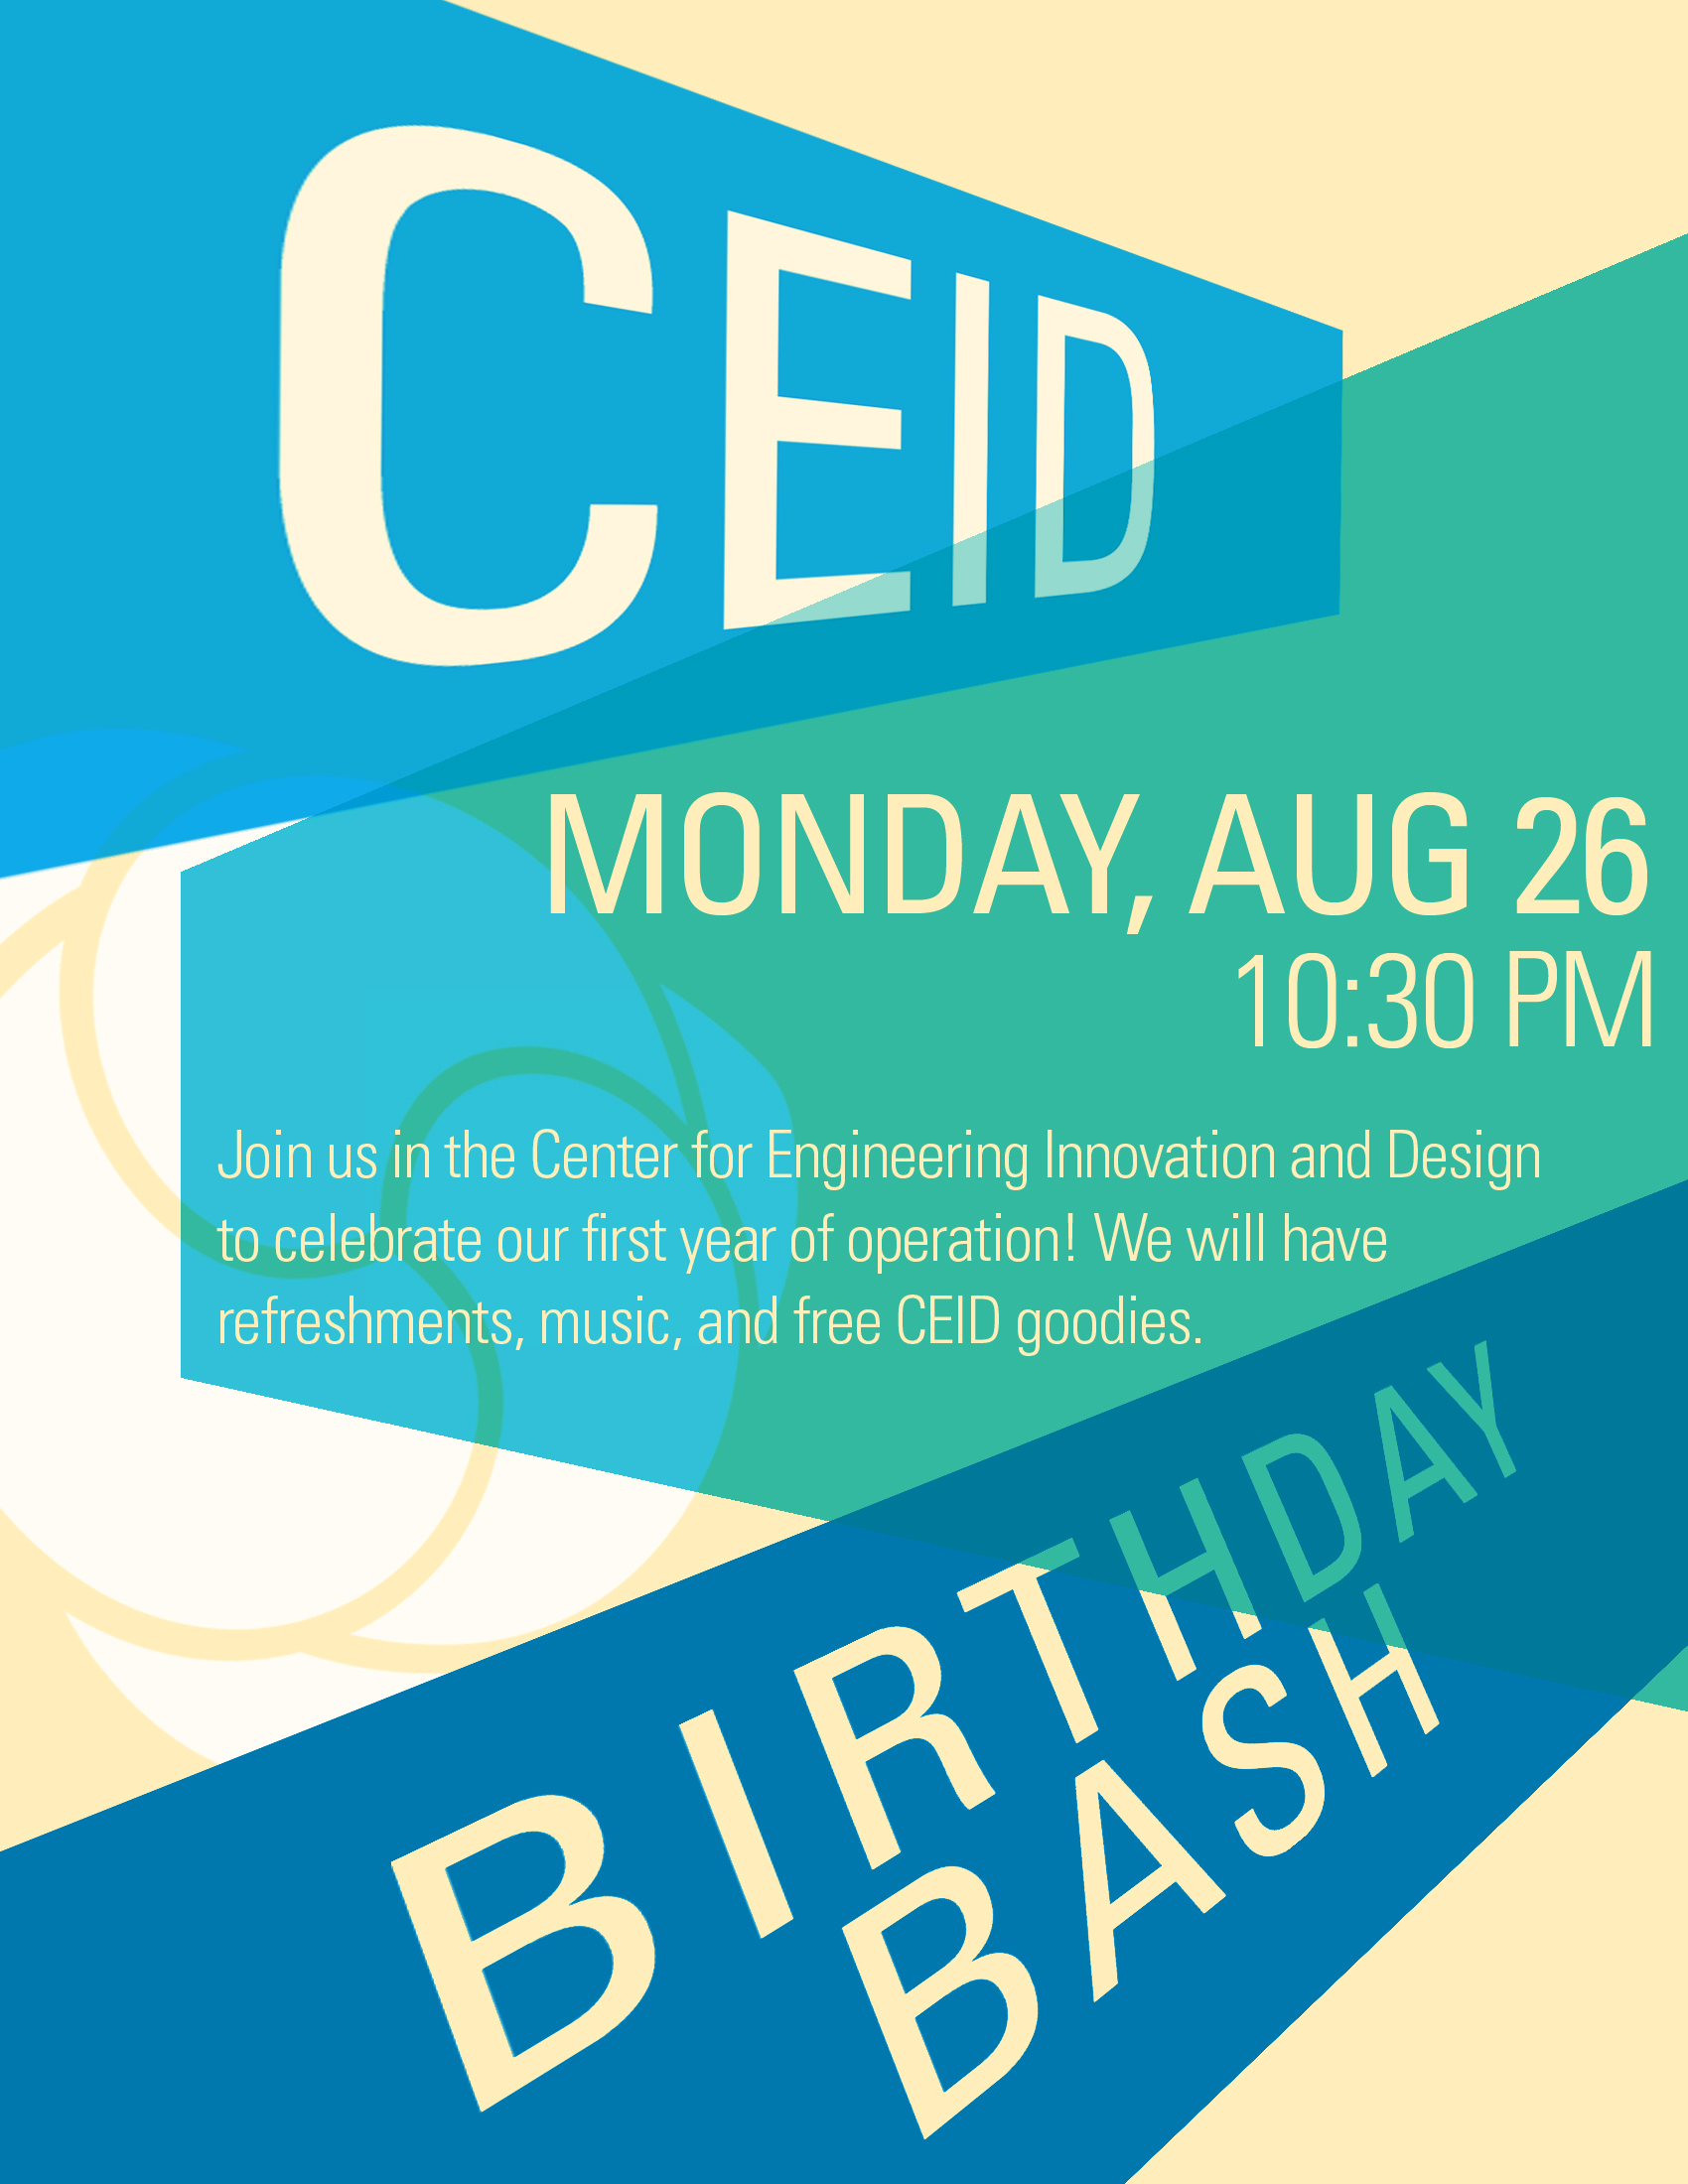 CEID
MONDAY, AUG 26
10:30 PM
Join us in the Center for Engineering Innovation and Design
to celebrate our first year of operation! We will have
refreshments, music, and free CEID goodies.
BIRTHDAY
BASH